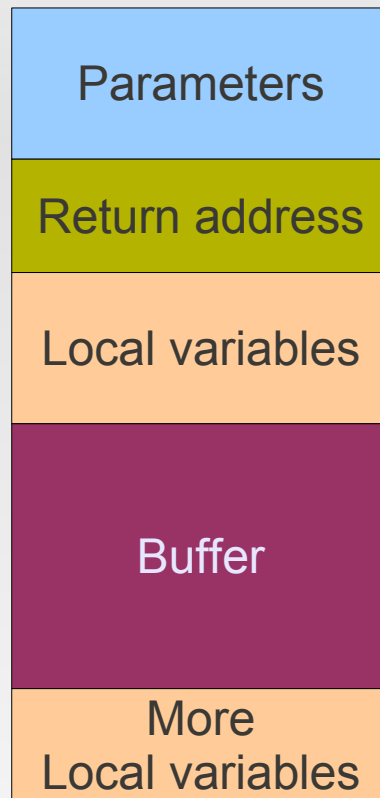 Parameters
Return address
Local variables
Buffer
More
Local variables